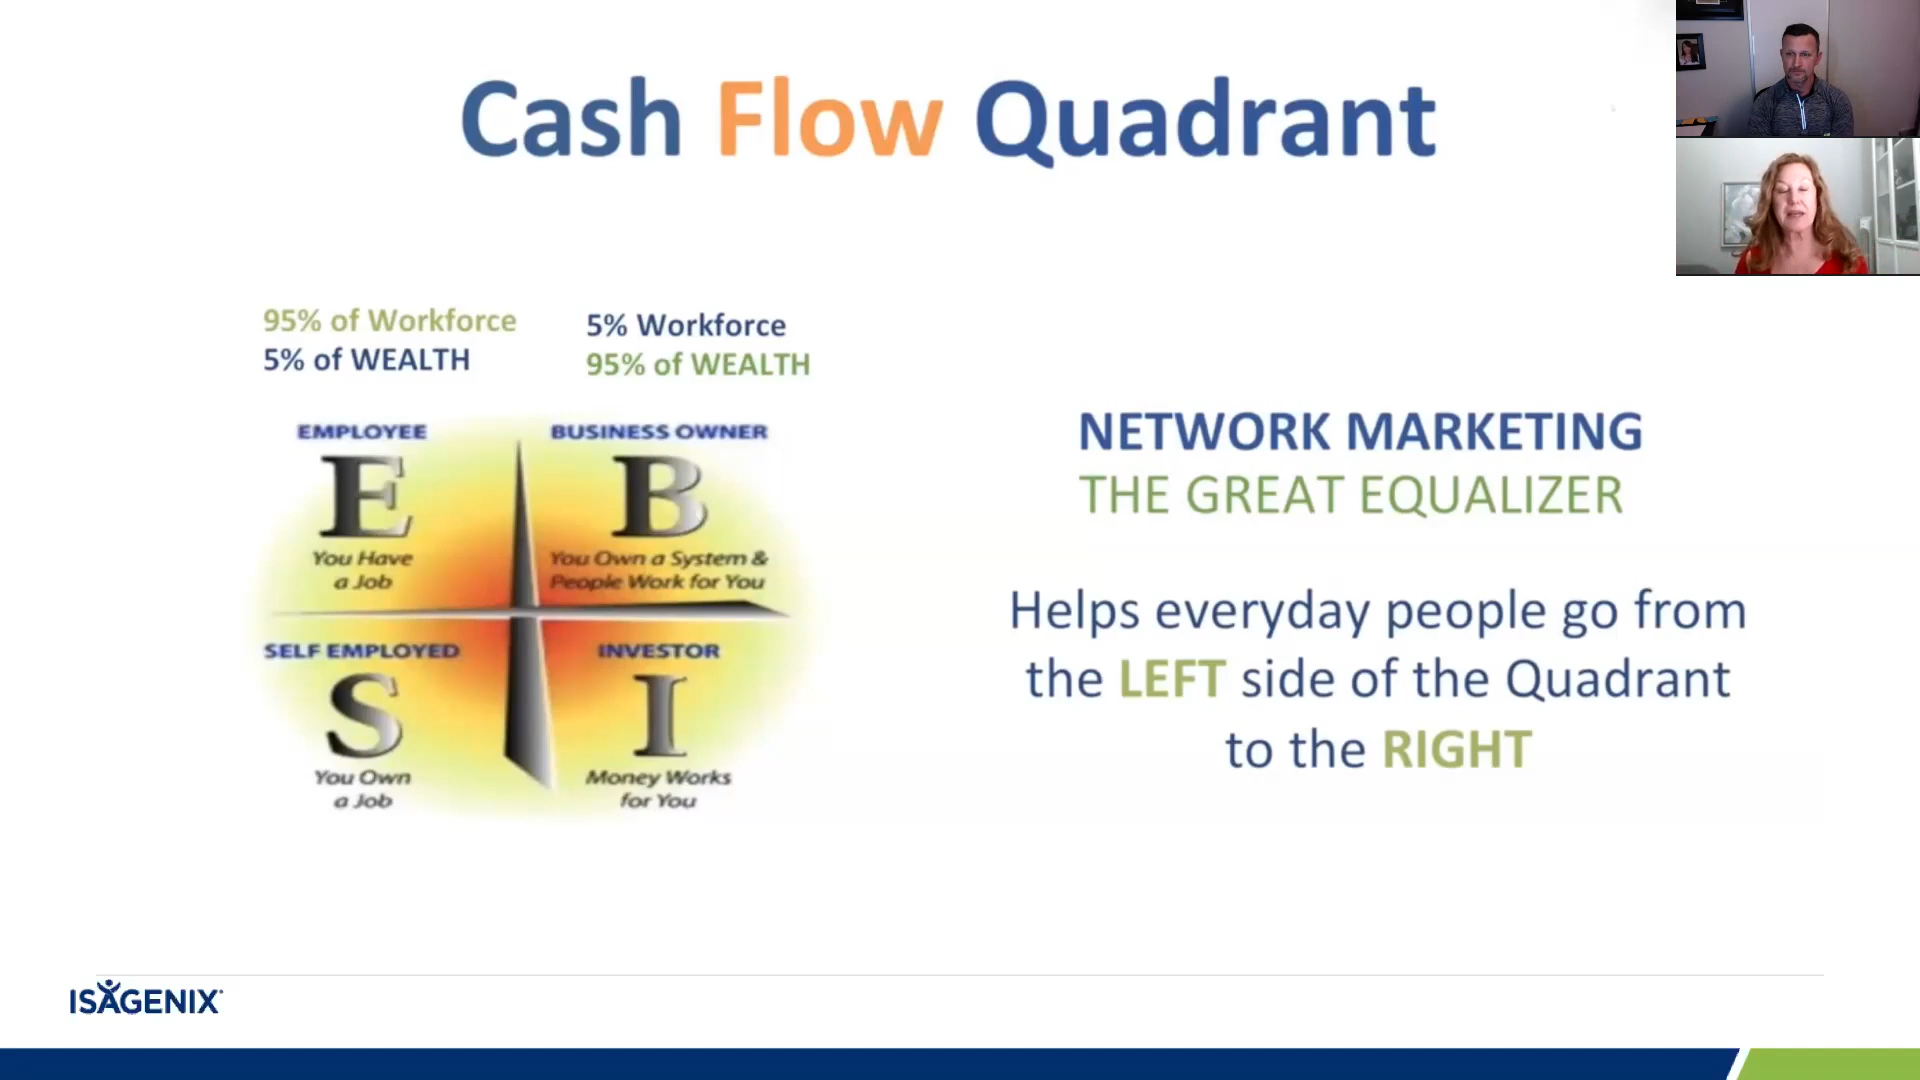 Cash Flow Quadrant
95% of Workforce
5% of WEALTH
5% Workforce
95% of WEALTH
EMPLOYEE
E
You Have
a Job
BUSINESS OWNER
B
You Own a System &
People Work for You
SELF EMPLOYED
S
You Own
a Job
INVESTOR
I
Money Works
for You
NETWORK MARKETING
THE GREAT EQUALIZER
Helps everyday people go from
the LEFT side of the Quadrant
to the RIGHT
ISAGENIX